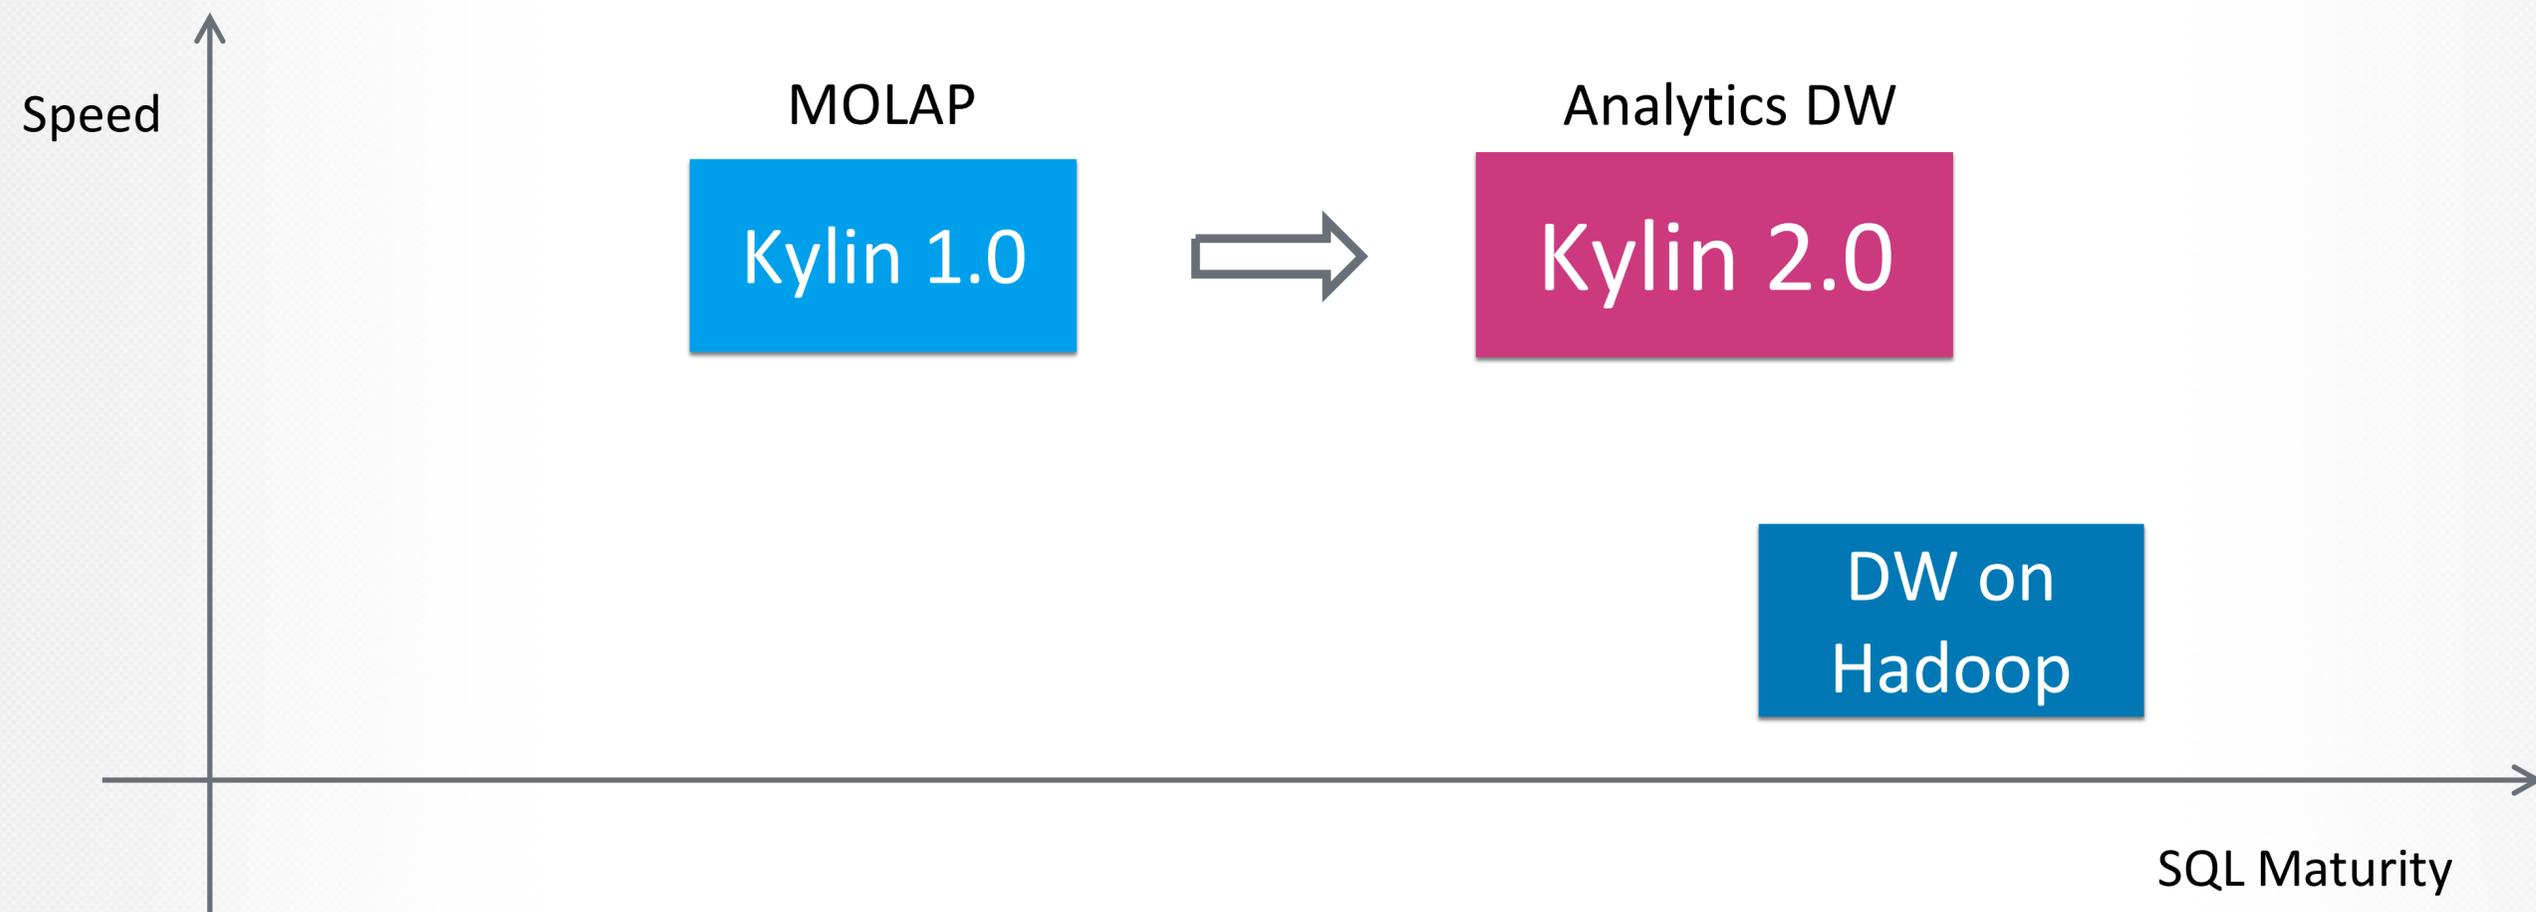 Speed
MOLAP
Analytics DW
Kylin 1.0
Kylin 2.0
DW on
Hadoop
SQL Maturity